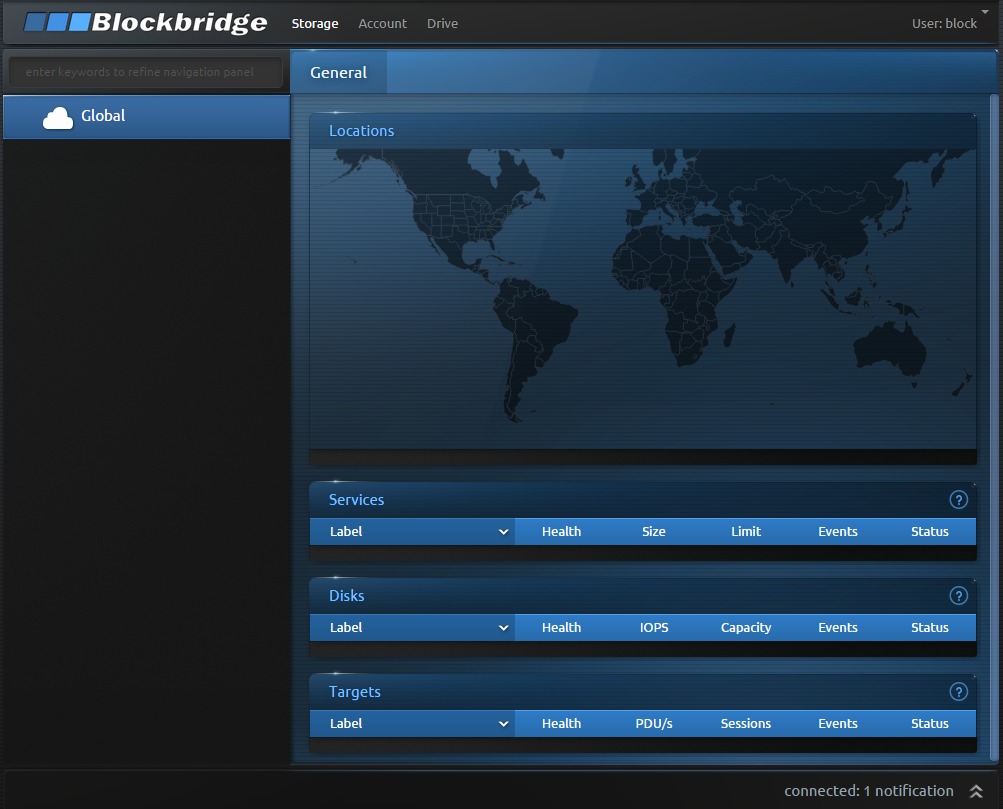 Blockbridge Storage Account Drive User: block
enter keywords to refine navigation panel
General
Global
Locations
Services ?
Label Health Size Limit Events Status
Disks ?
Label Health IOPS Capacity Events Status
Targets ?
Label Health PDU/s Sessions Events Status
connected: 1 notification